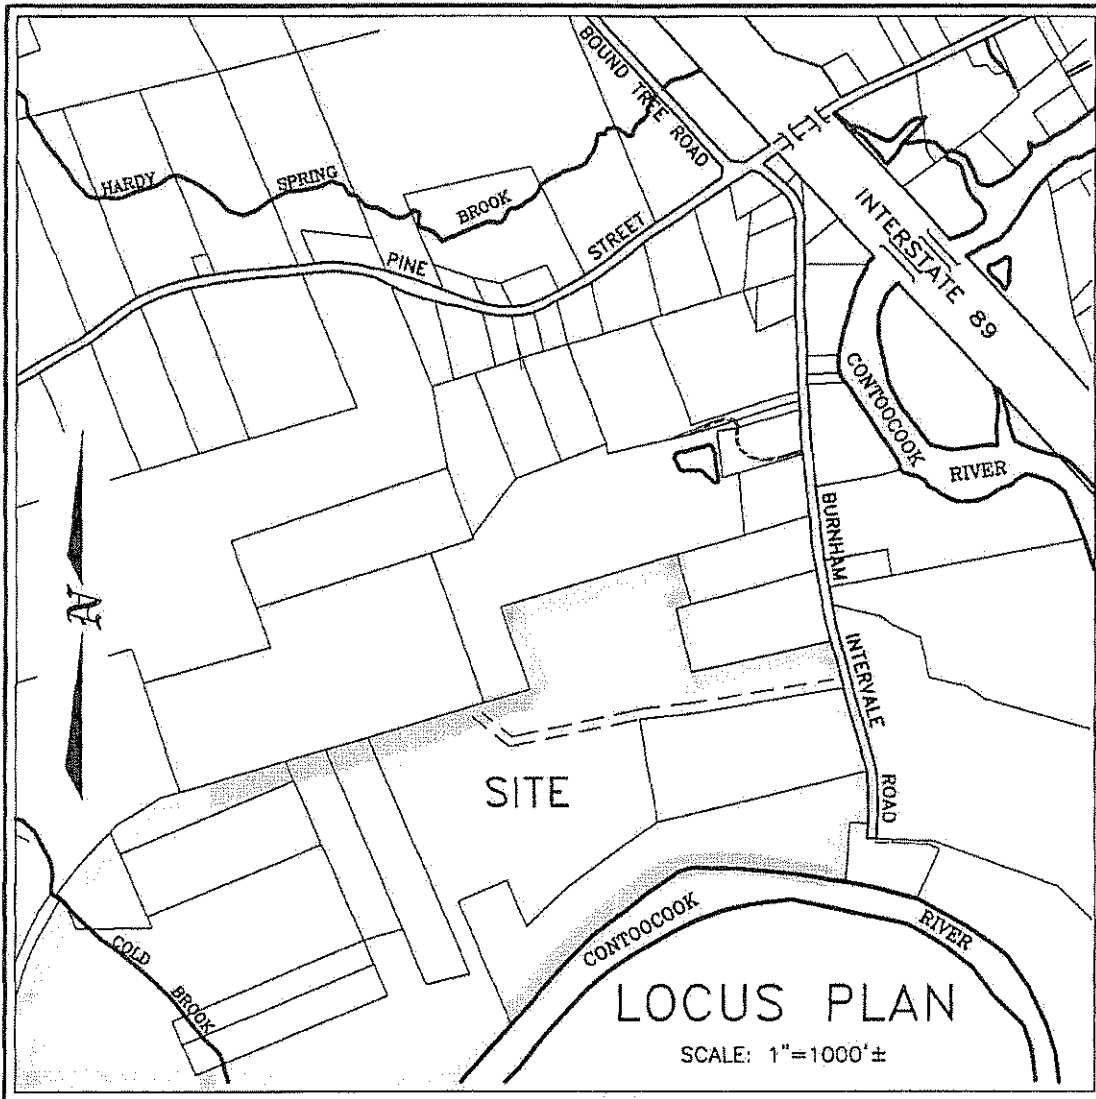 BOUND TREE ROAD
HARDY SPRING BROOK
PINE STREET
INTERSTATE 89
CONTOOCOOK RIVER
BURNHAM INTERVALE ROAD
N
SITE
COLD BROOK
CONTOOCOOK RIVER
LOCUS PLAN
SCALE: 1"=1000'±